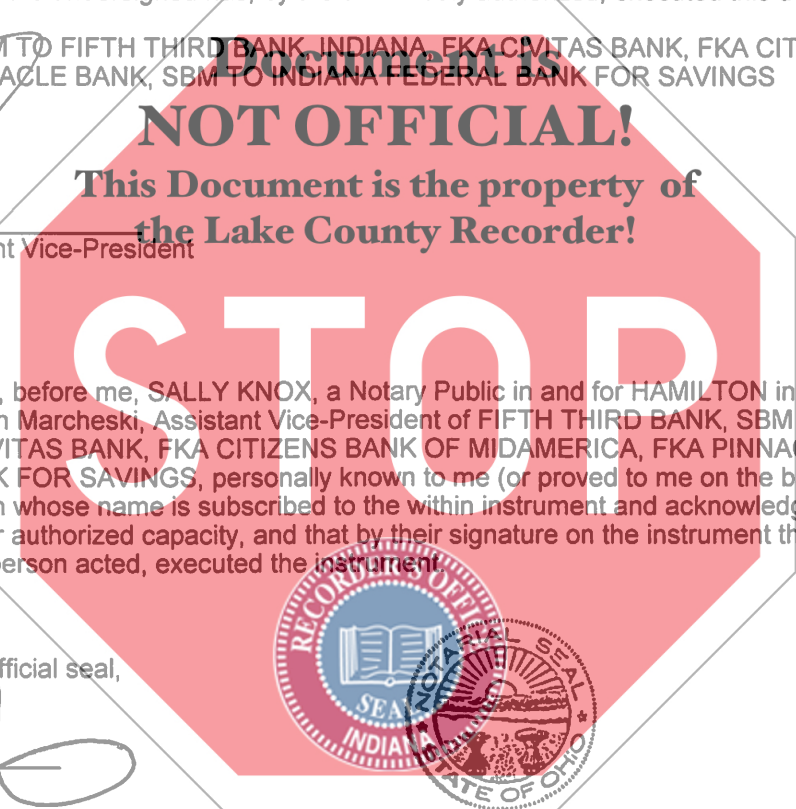 M TO FIFTH THIRD BANK, INDIANA, FKA CIVITAS BANK, FKA CIT
ACLE BANK, SBM TO INDIANA FEDERAL BANK FOR SAVINGS
Document is
NOT OFFICIAL!
This Document is the property of
the Lake County Recorder!
nt Vice-President
STOP
, before me, SALLY KNOX, a Notary Public in and for HAMILTON in
n Marcheski, Assistant Vice-President of FIFTH THIRD BANK, SBM
VITAS BANK, FKA CITIZENS BANK OF MIDAMERICA, FKA PINNAC
K FOR SAVINGS, personally known to me (or proved to me on the b
n whose name is subscribed to the within instrument and acknowledg
r authorized capacity, and that by their signature on the instrument th
person acted, executed the instrument.
RECORDER'S OFFICE
SEAL
INDIANA
NOTARIAL SEAL
STATE OF OHIO
fficial seal,